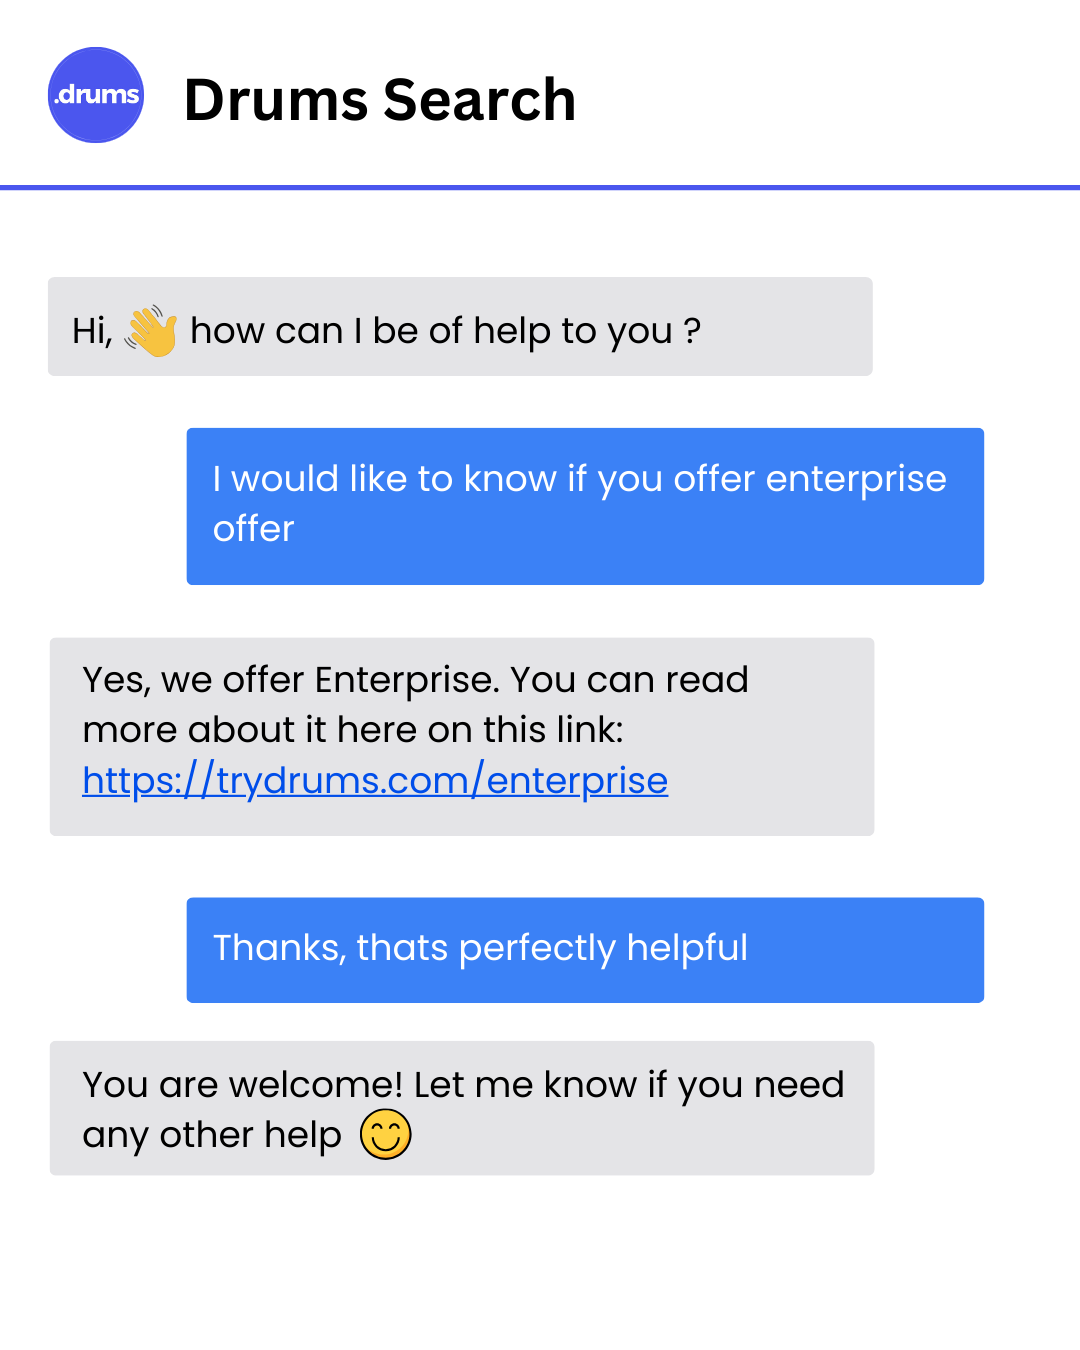 .drums
Drums Search
Hi, 👋 how can I be of help to you ?
I would like to know if you offer enterprise
offer
Yes, we offer Enterprise. You can read
more about it here on this link:
https://trydrums.com/enterprise
Thanks, thats perfectly helpful
You are welcome! Let me know if you need
any other help 😊